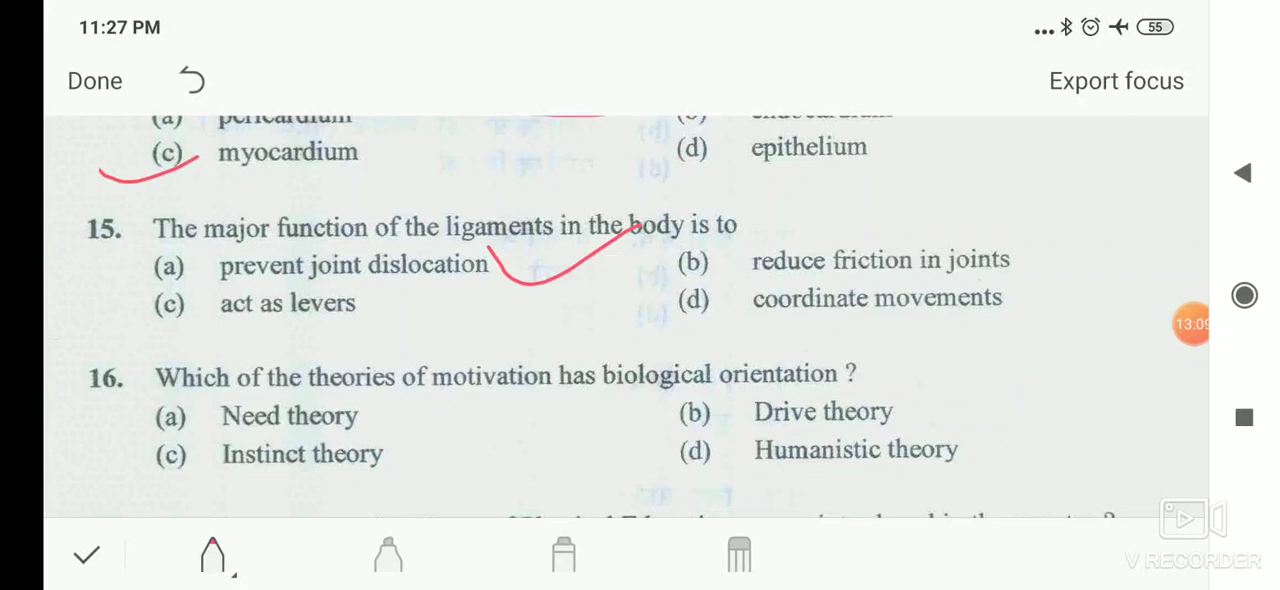 11:27 PM
... 55
Done Export focus
(a) pericardium
(c) myocardium (d) epithelium
15. The major function of the ligaments in the body is to
(a) prevent joint dislocation (b) reduce friction in joints
(c) act as levers (d) coordinate movements
13:09
16. Which of the theories of motivation has biological orientation ?
(a) Need theory (b) Drive theory
(c) Instinct theory (d) Humanistic theory
V RECORDER